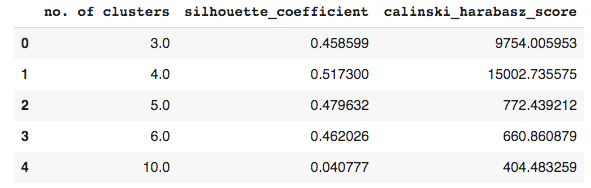 no. of clusters silhouette_coefficient calinski_harabasz_score
0 3.0 0.458599 9754.005953
1 4.0 0.517300 15002.735575
2 5.0 0.479632 772.439212
3 6.0 0.462026 660.860879
4 10.0 0.040777 404.483259